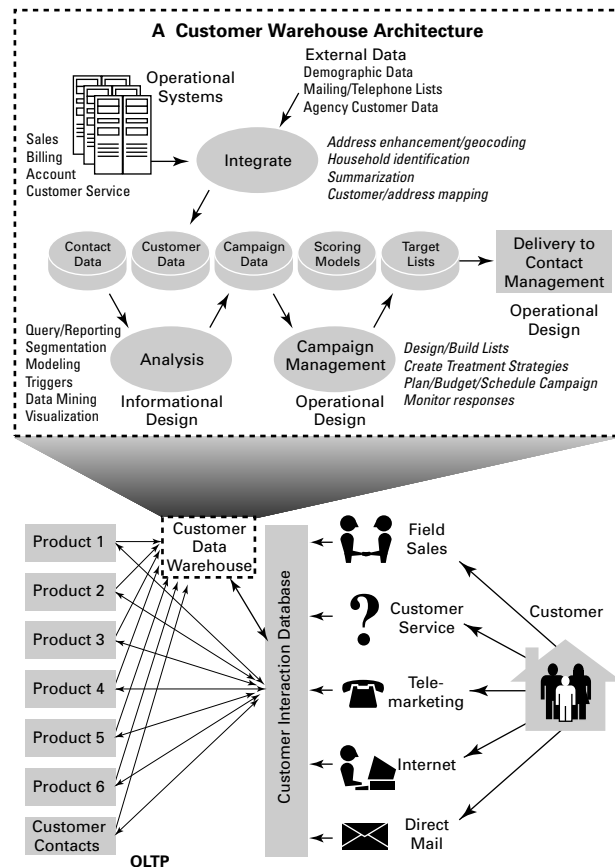 A Customer Warehouse Architecture
Operational
Systems
External Data
Demographic Data
Mailing/Telephone Lists
Agency Customer Data
Sales
Billing
Account
Customer Service
Integrate
Address enhancement/geocoding
Household identification
Summarization
Customer/address mapping
Contact
Data
Customer
Data
Campaign
Data
Scoring
Models
Target
Lists
Delivery to
Contact
Management
Operational
Design
Query/Reporting
Segmentation
Modeling
Triggers
Data Mining
Visualization
Analysis
Informational
Design
Campaign
Management
Operational
Design
Design/Build Lists
Create Treatment Strategies
Plan/Budget/Schedule Campaign
Monitor responses
Product 1
Product 2
Product 3
Product 4
Product 5
Product 6
Customer
Contacts
OLTP
Customer
Data
Warehouse
Customer Interaction Database
Field
Sales
Customer
Service
Tele-
marketing
Internet
Direct
Mail
Customer